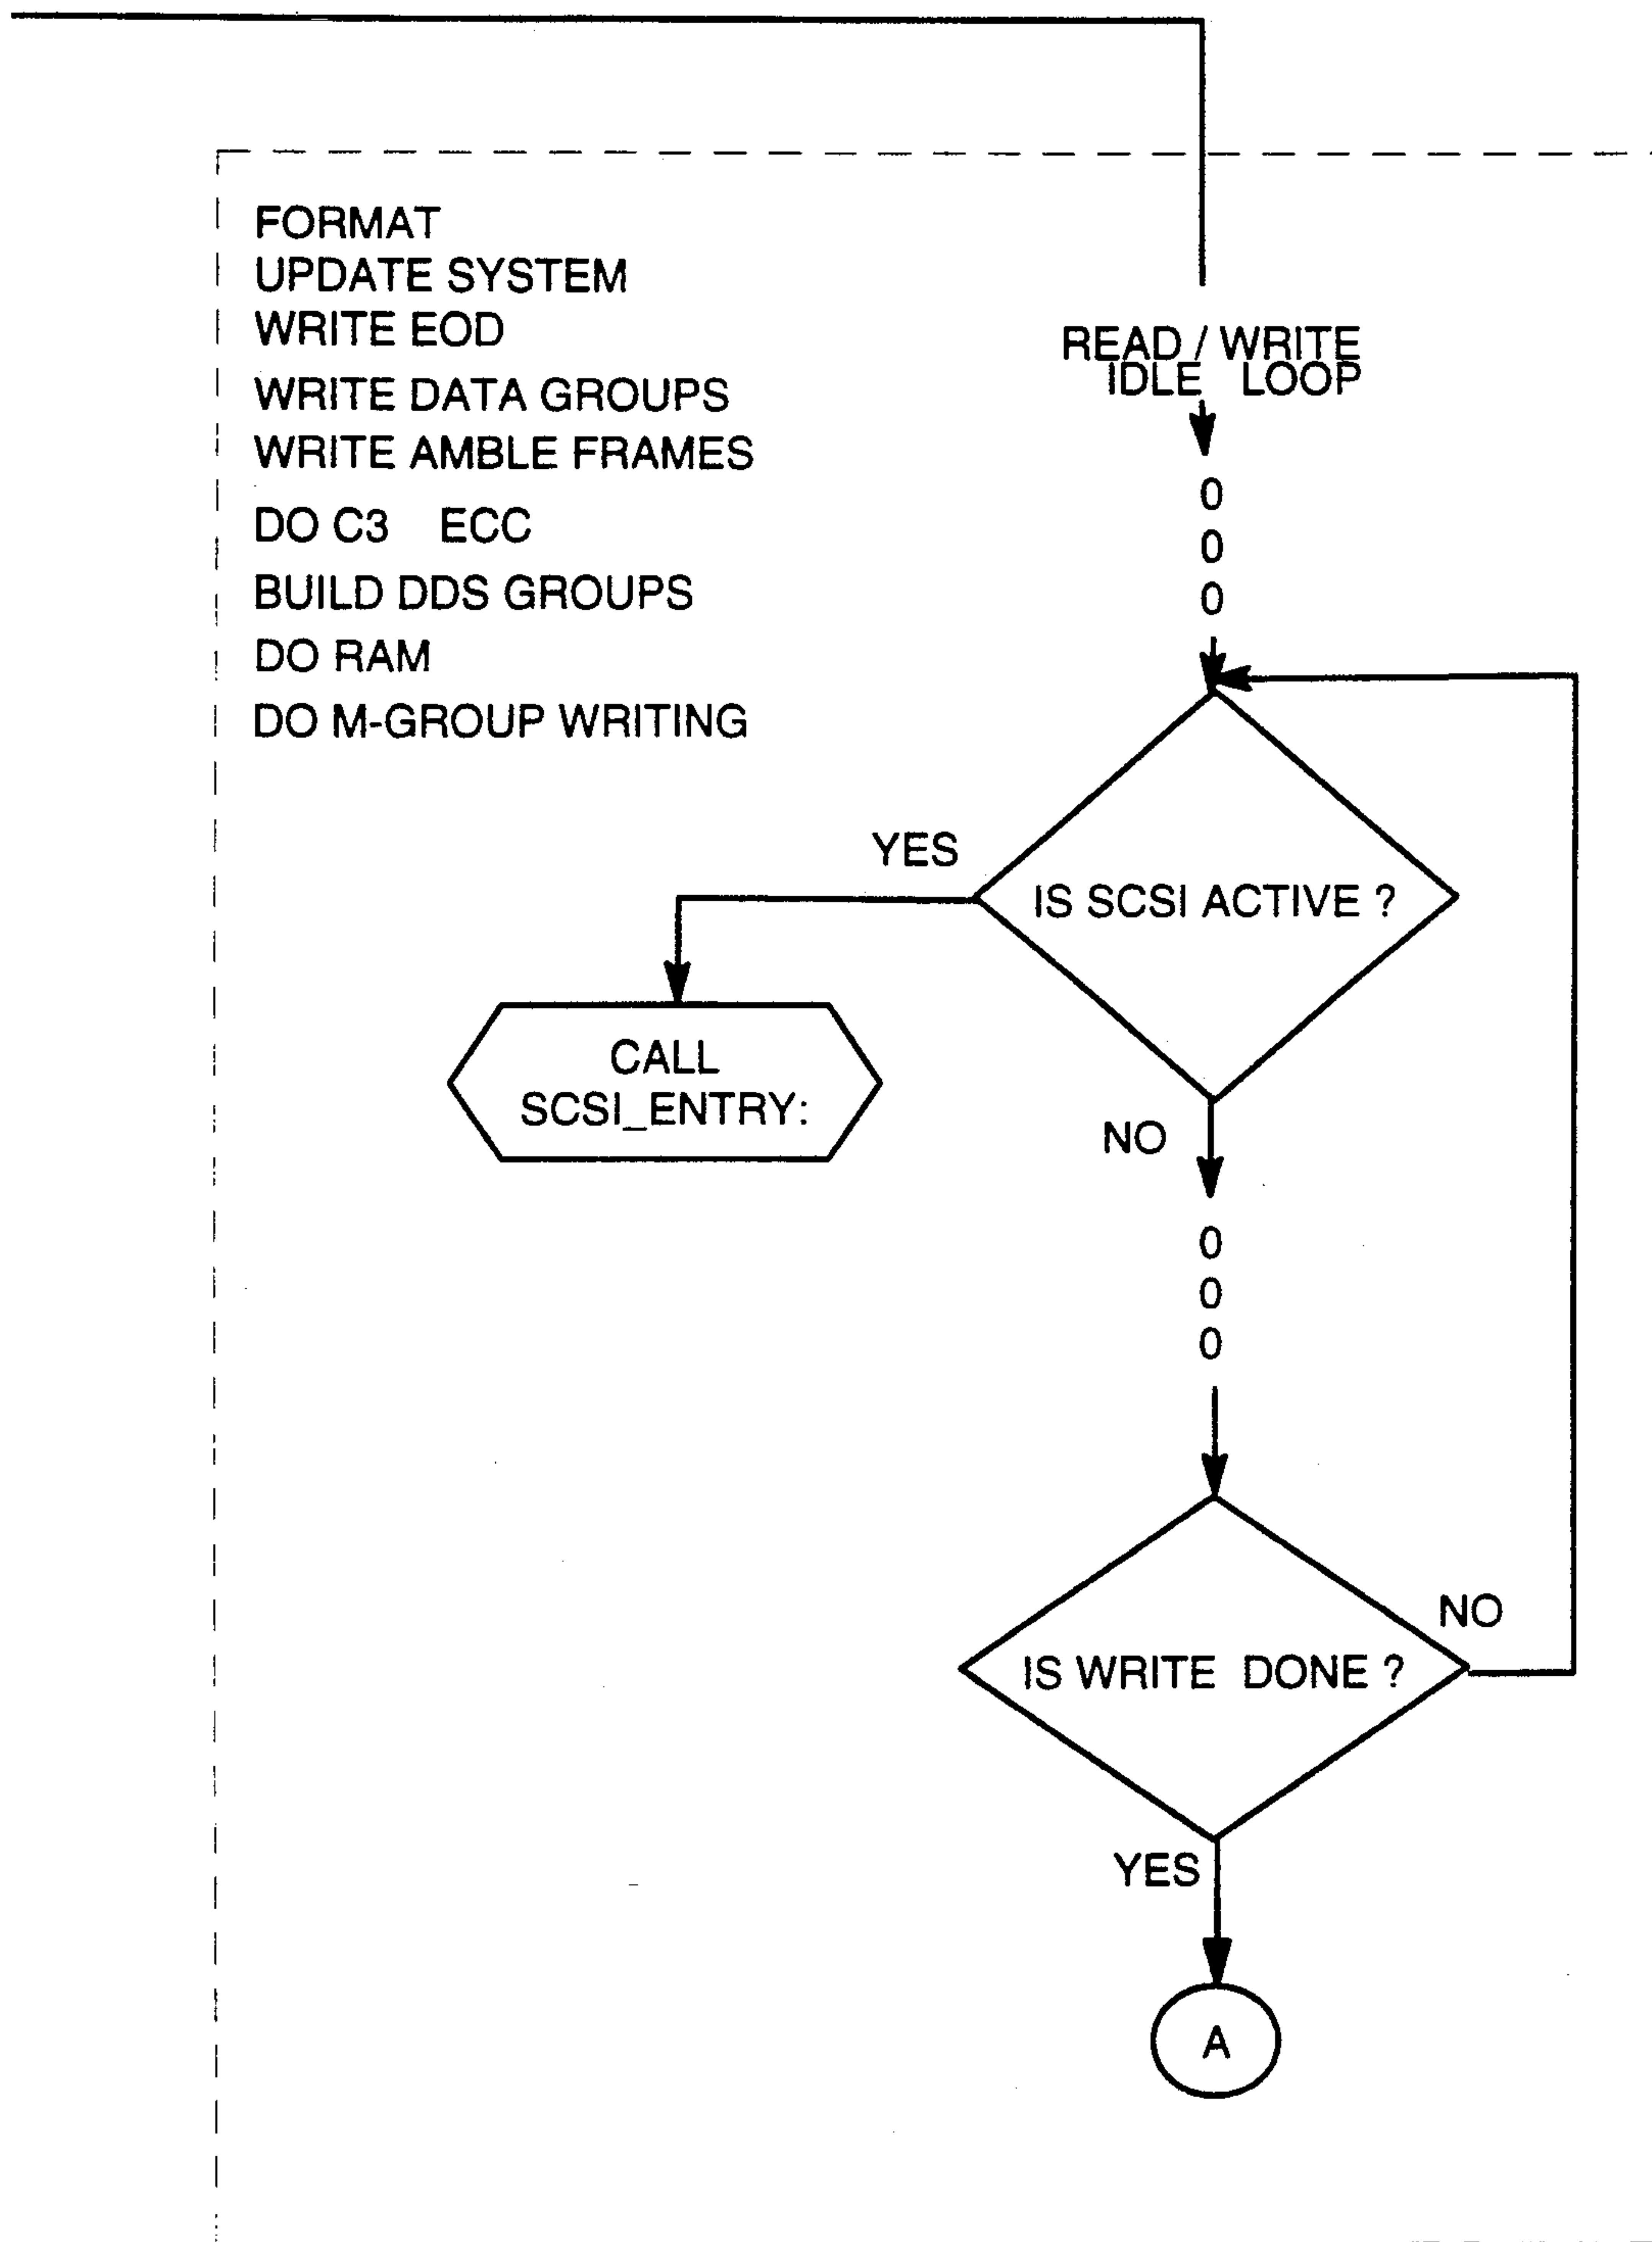 FORMAT
UPDATE SYSTEM
WRITE EOD
WRITE DATA GROUPS
WRITE AMBLE FRAMES
DO C3 ECC
BUILD DDS GROUPS
DO RAM
DO M-GROUP WRITING
READ / WRITE
IDLE LOOP
0
0
0
YES
IS SCSI ACTIVE ?
CALL
SCSI_ENTRY:
NO
0
0
0
NO
IS WRITE DONE ?
YES
A